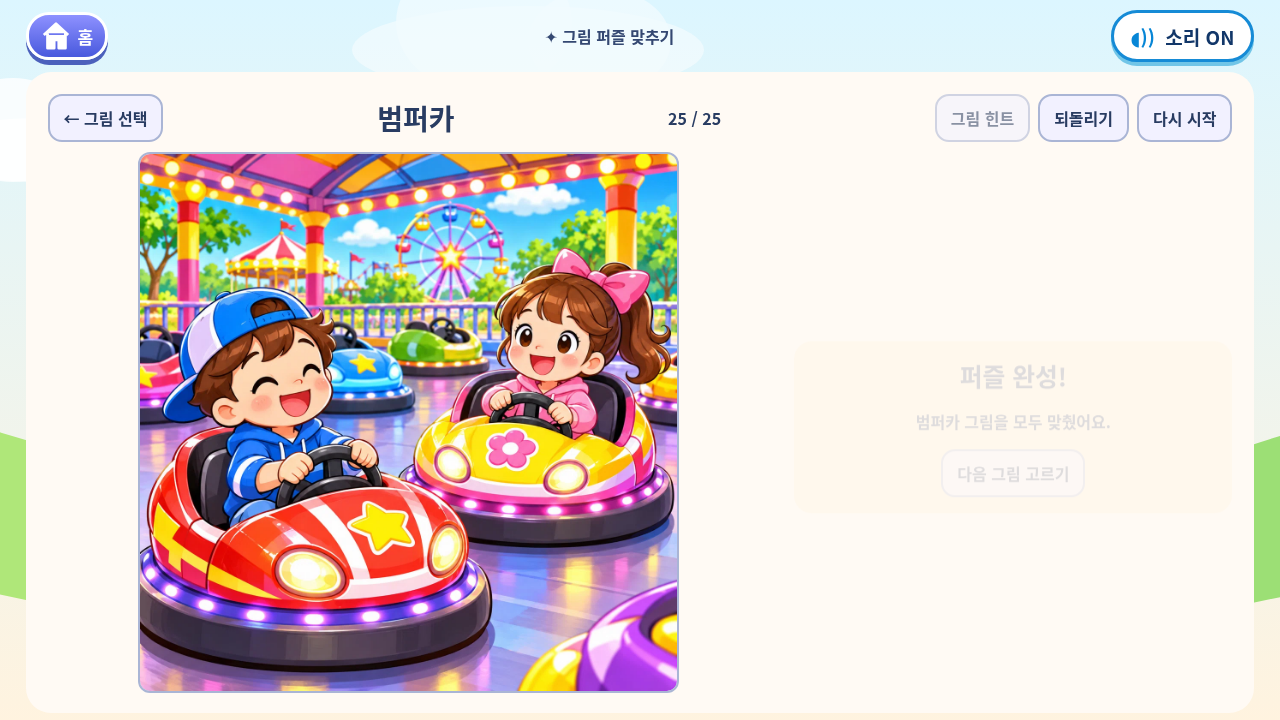 홈
✦ 그림 퍼즐 맞추기
소리 ON
← 그림 선택
범퍼카
25 / 25
그림 힌트
되돌리기
다시 시작
퍼즐 완성!
범퍼카 그림을 모두 맞췄어요.
다음 그림 고르기